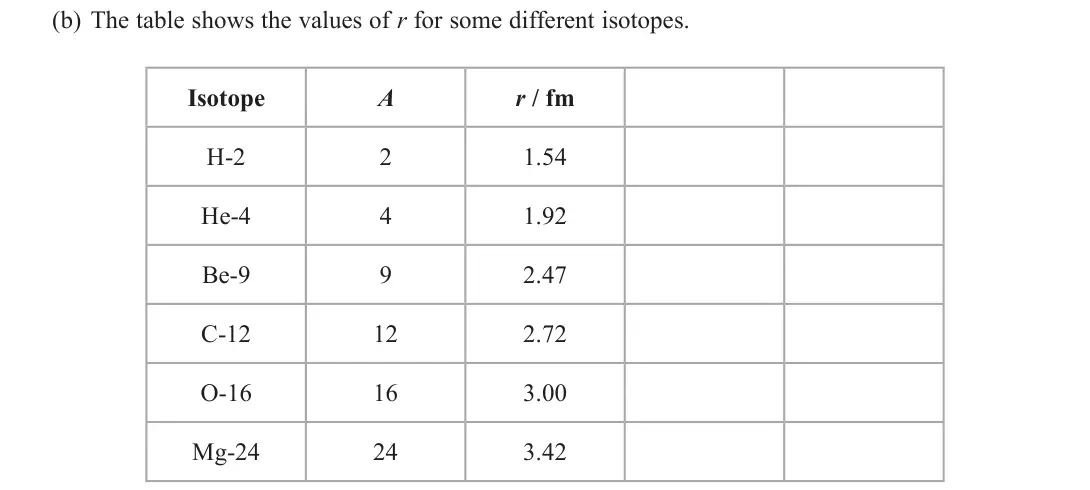 (b) The table shows the values of r for some different isotopes.
Isotope A r / fm
H-2 2 1.54
He-4 4 1.92
Be-9 9 2.47
C-12 12 2.72
O-16 16 3.00
Mg-24 24 3.42